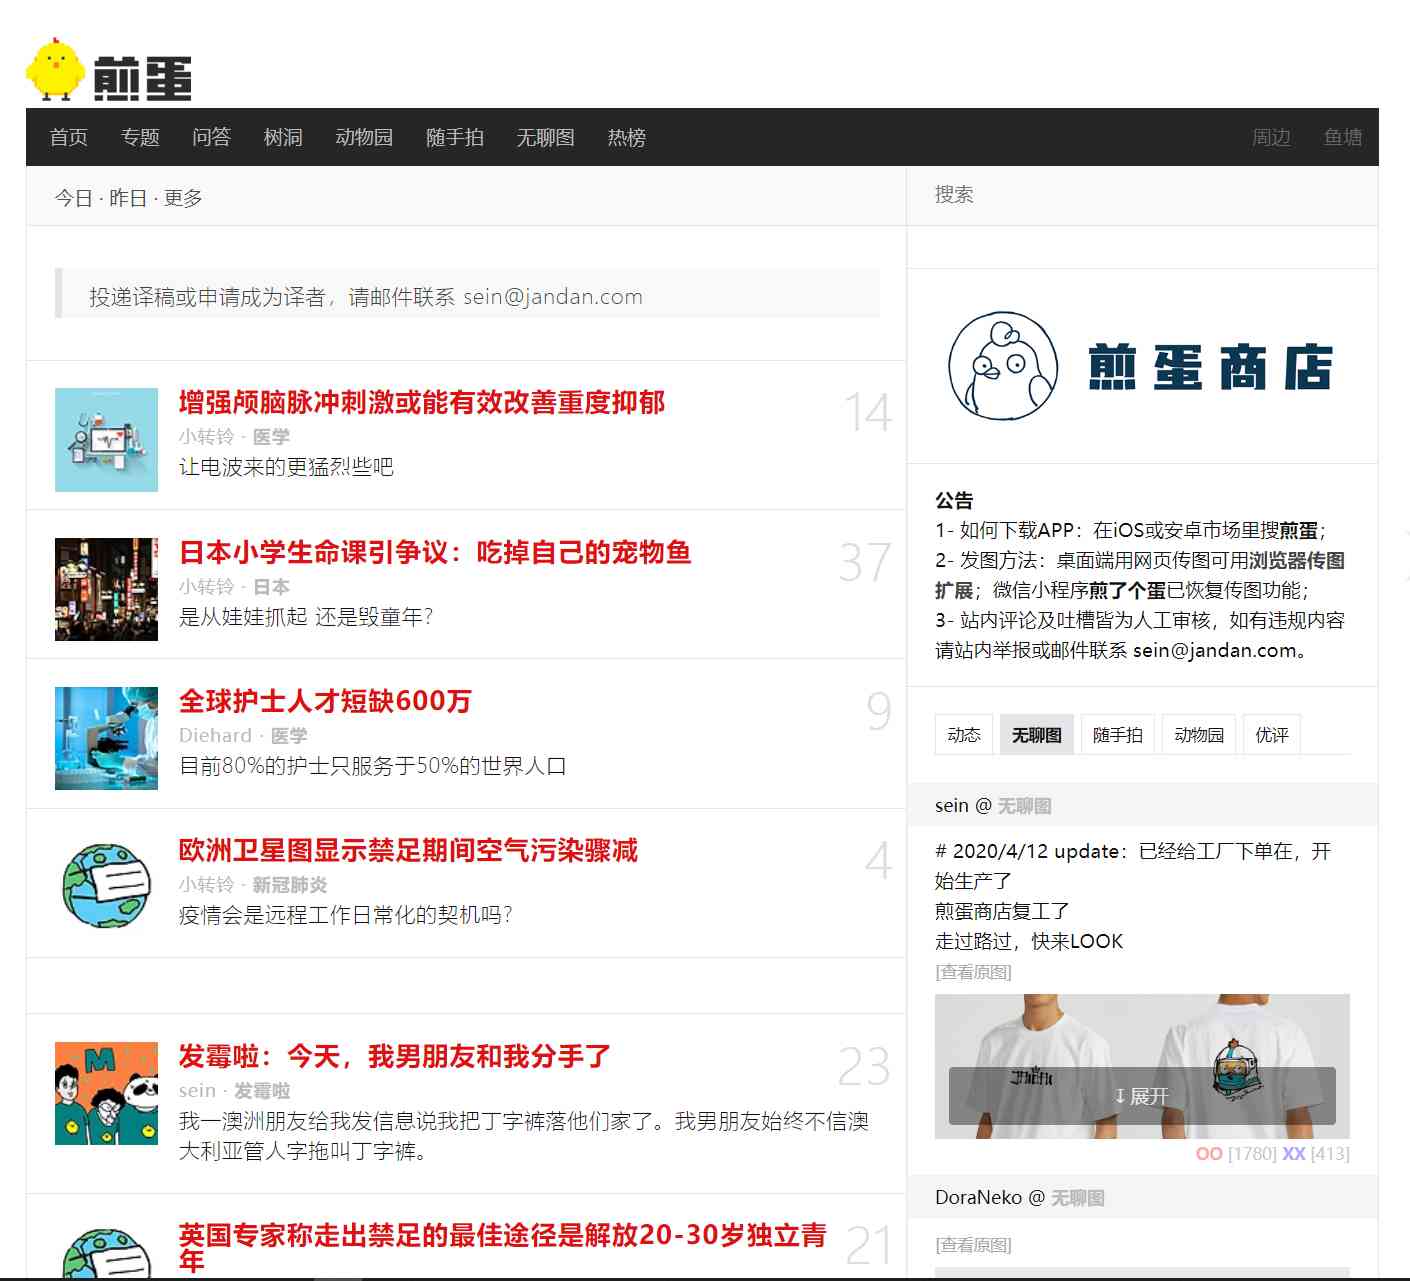 煎蛋
首页 专题 问答 树洞 动物园 随手拍 无聊图 热榜 周边 鱼塘
今日 · 昨日 · 更多
搜索
投递译稿或申请成为译者，请邮件联系 sein@jandan.com
增强颅脑脉冲刺激或能有效改善重度抑郁
14
小转铃 · 医学
让电波来的更猛烈些吧
日本小学生命课引争议：吃掉自己的宠物鱼
37
小转铃 · 日本
是从娃娃抓起 还是毁童年？
全球护士人才短缺600万
9
Diehard · 医学
目前80%的护士只服务于50%的世界人口
欧洲卫星图显示禁足期间空气污染骤减
4
小转铃 · 新冠肺炎
疫情会是远程工作日常化的契机吗？
M
发霉啦：今天，我男朋友和我分手了
23
sein · 发霉啦
我一澳洲朋友给我发信息说我把丁字裤落他们家了。我男朋友始终不信澳
大利亚管人字拖叫丁字裤。
英国专家称走出禁足的最佳途径是解放20-30岁独立青
年
21
煎蛋商店
公告
1- 如何下载APP：在iOS或安卓市场里搜煎蛋；
2- 发图方法：桌面端用网页传图可用浏览器传图
扩展；微信小程序煎了个蛋已恢复传图功能；
3- 站内评论及吐槽皆为人工审核，如有违规内容
请站内举报或邮件联系 sein@jandan.com。
动态 无聊图 随手拍 动物园 优评
sein @ 无聊图
# 2020/4/12 update：已经给工厂下单在，开
始生产了
煎蛋商店复工了
走过路过，快来LOOK
[查看原图]
↧展开
OO [1780] XX [413]
DoraNeko @ 无聊图
[查看原图]